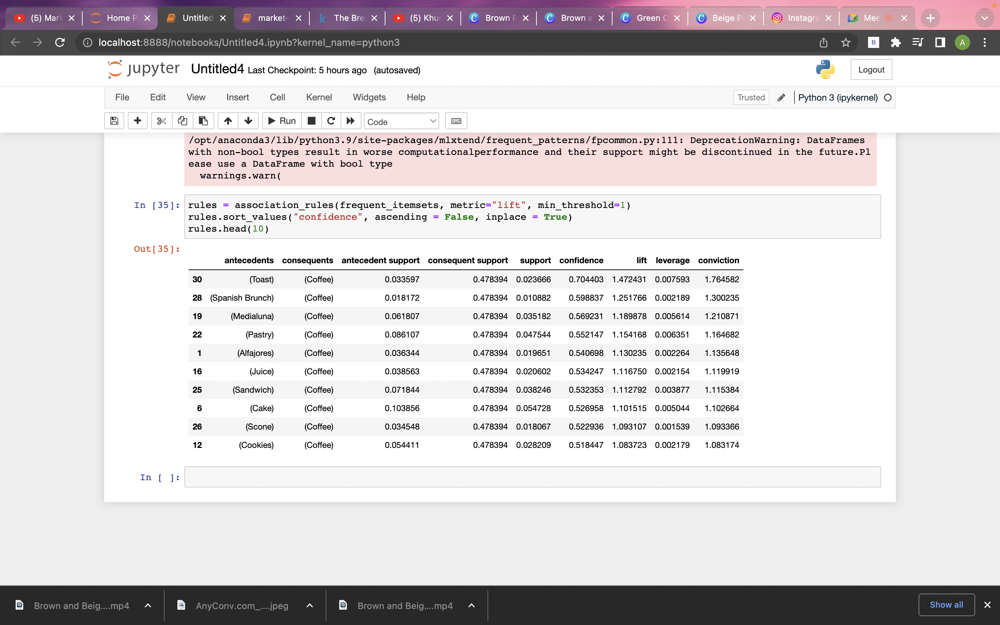 (5) Mark
Home P
Untitled
market-
The Bre
(5) Khu
Brown P
Brown a
Green C
Beige P
Instagra
Mee
localhost:8888/notebooks/Untitled4.ipynb?kernel_name=python3
B
A
jupyter Untitled4 Last Checkpoint: 5 hours ago (autosaved)
Logout
File Edit View Insert Cell Kernel Widgets Help
Trusted
Python 3 (ipykernel)
Run
Code
/opt/anaconda3/lib/python3.9/site-packages/mlxtend/frequent_patterns/fpcommon.py:111: DeprecationWarning: DataFrames
with non-bool types result in worse computationalperformance and their support might be discontinued in the future.Pl
ease use a DataFrame with bool type
warnings.warn(
In [35]: rules = association_rules(frequent_itemsets, metric="lift", min_threshold=1)
rules.sort_values("confidence", ascending = False, inplace = True)
rules.head(10)
Out[35]:
antecedents consequents antecedent support consequent support support confidence lift leverage conviction
30 (Toast) (Coffee) 0.033597 0.478394 0.023666 0.704403 1.472431 0.007593 1.764582
28 (Spanish Brunch) (Coffee) 0.018172 0.478394 0.010882 0.598837 1.251766 0.002189 1.300235
19 (Medialuna) (Coffee) 0.061807 0.478394 0.035182 0.569231 1.189878 0.005614 1.210871
22 (Pastry) (Coffee) 0.086107 0.478394 0.047544 0.552147 1.154168 0.006351 1.164682
1 (Alfajores) (Coffee) 0.036344 0.478394 0.019651 0.540698 1.130235 0.002264 1.135648
16 (Juice) (Coffee) 0.038563 0.478394 0.020602 0.534247 1.116750 0.002154 1.119919
25 (Sandwich) (Coffee) 0.071844 0.478394 0.038246 0.532353 1.112792 0.003877 1.115384
6 (Cake) (Coffee) 0.103856 0.478394 0.054728 0.526958 1.101515 0.005044 1.102664
26 (Scone) (Coffee) 0.034548 0.478394 0.018067 0.522936 1.093107 0.001539 1.093366
12 (Cookies) (Coffee) 0.054411 0.478394 0.028209 0.518447 1.083723 0.002179 1.083174
In [ ]:
Brown and Beig....mp4
AnyConv.com_....jpeg
Brown and Beig....mp4
Show all